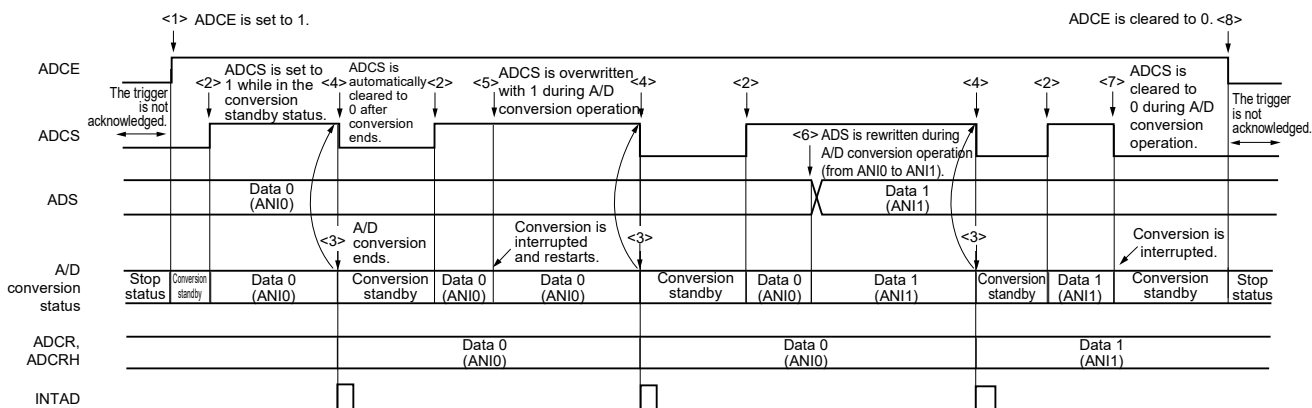 <1> ADCE is set to 1.
ADCE is cleared to 0. <8>
ADCE
The trigger
is not
acknowledged.
<2>
ADCS is set to
1 while in the
conversion
standby status.
<4>
ADCS is
automatically
cleared to
0 after
conversion
ends.
<2>
<5>
ADCS is overwritten
with 1 during A/D
conversion operation
<4>
<2>
<4>
<2>
<7>
ADCS is
cleared to
0 during A/D
conversion
operation.
The trigger
is not
acknowledged.
ADCS
<6> ADS is rewritten during
A/D conversion operation
(from ANI0 to ANI1).
ADS
Data 0
(ANI0)
Data 1
(ANI1)
<3>
A/D
conversion
ends.
Conversion is
interrupted
and restarts.
<3>
<3>
Conversion is
interrupted.
A/D
conversion
status
Stop
status
Conversion
standby
Data 0
(ANI0)
Conversion
standby
Data 0
(ANI0)
Data 0
(ANI0)
Conversion
standby
Data 0
(ANI0)
Data 1
(ANI1)
Conversion
standby
Data 1
(ANI1)
Conversion
standby
Stop
status
ADCR,
ADCRH
Data 0
(ANI0)
Data 0
(ANI0)
Data 1
(ANI1)
INTAD